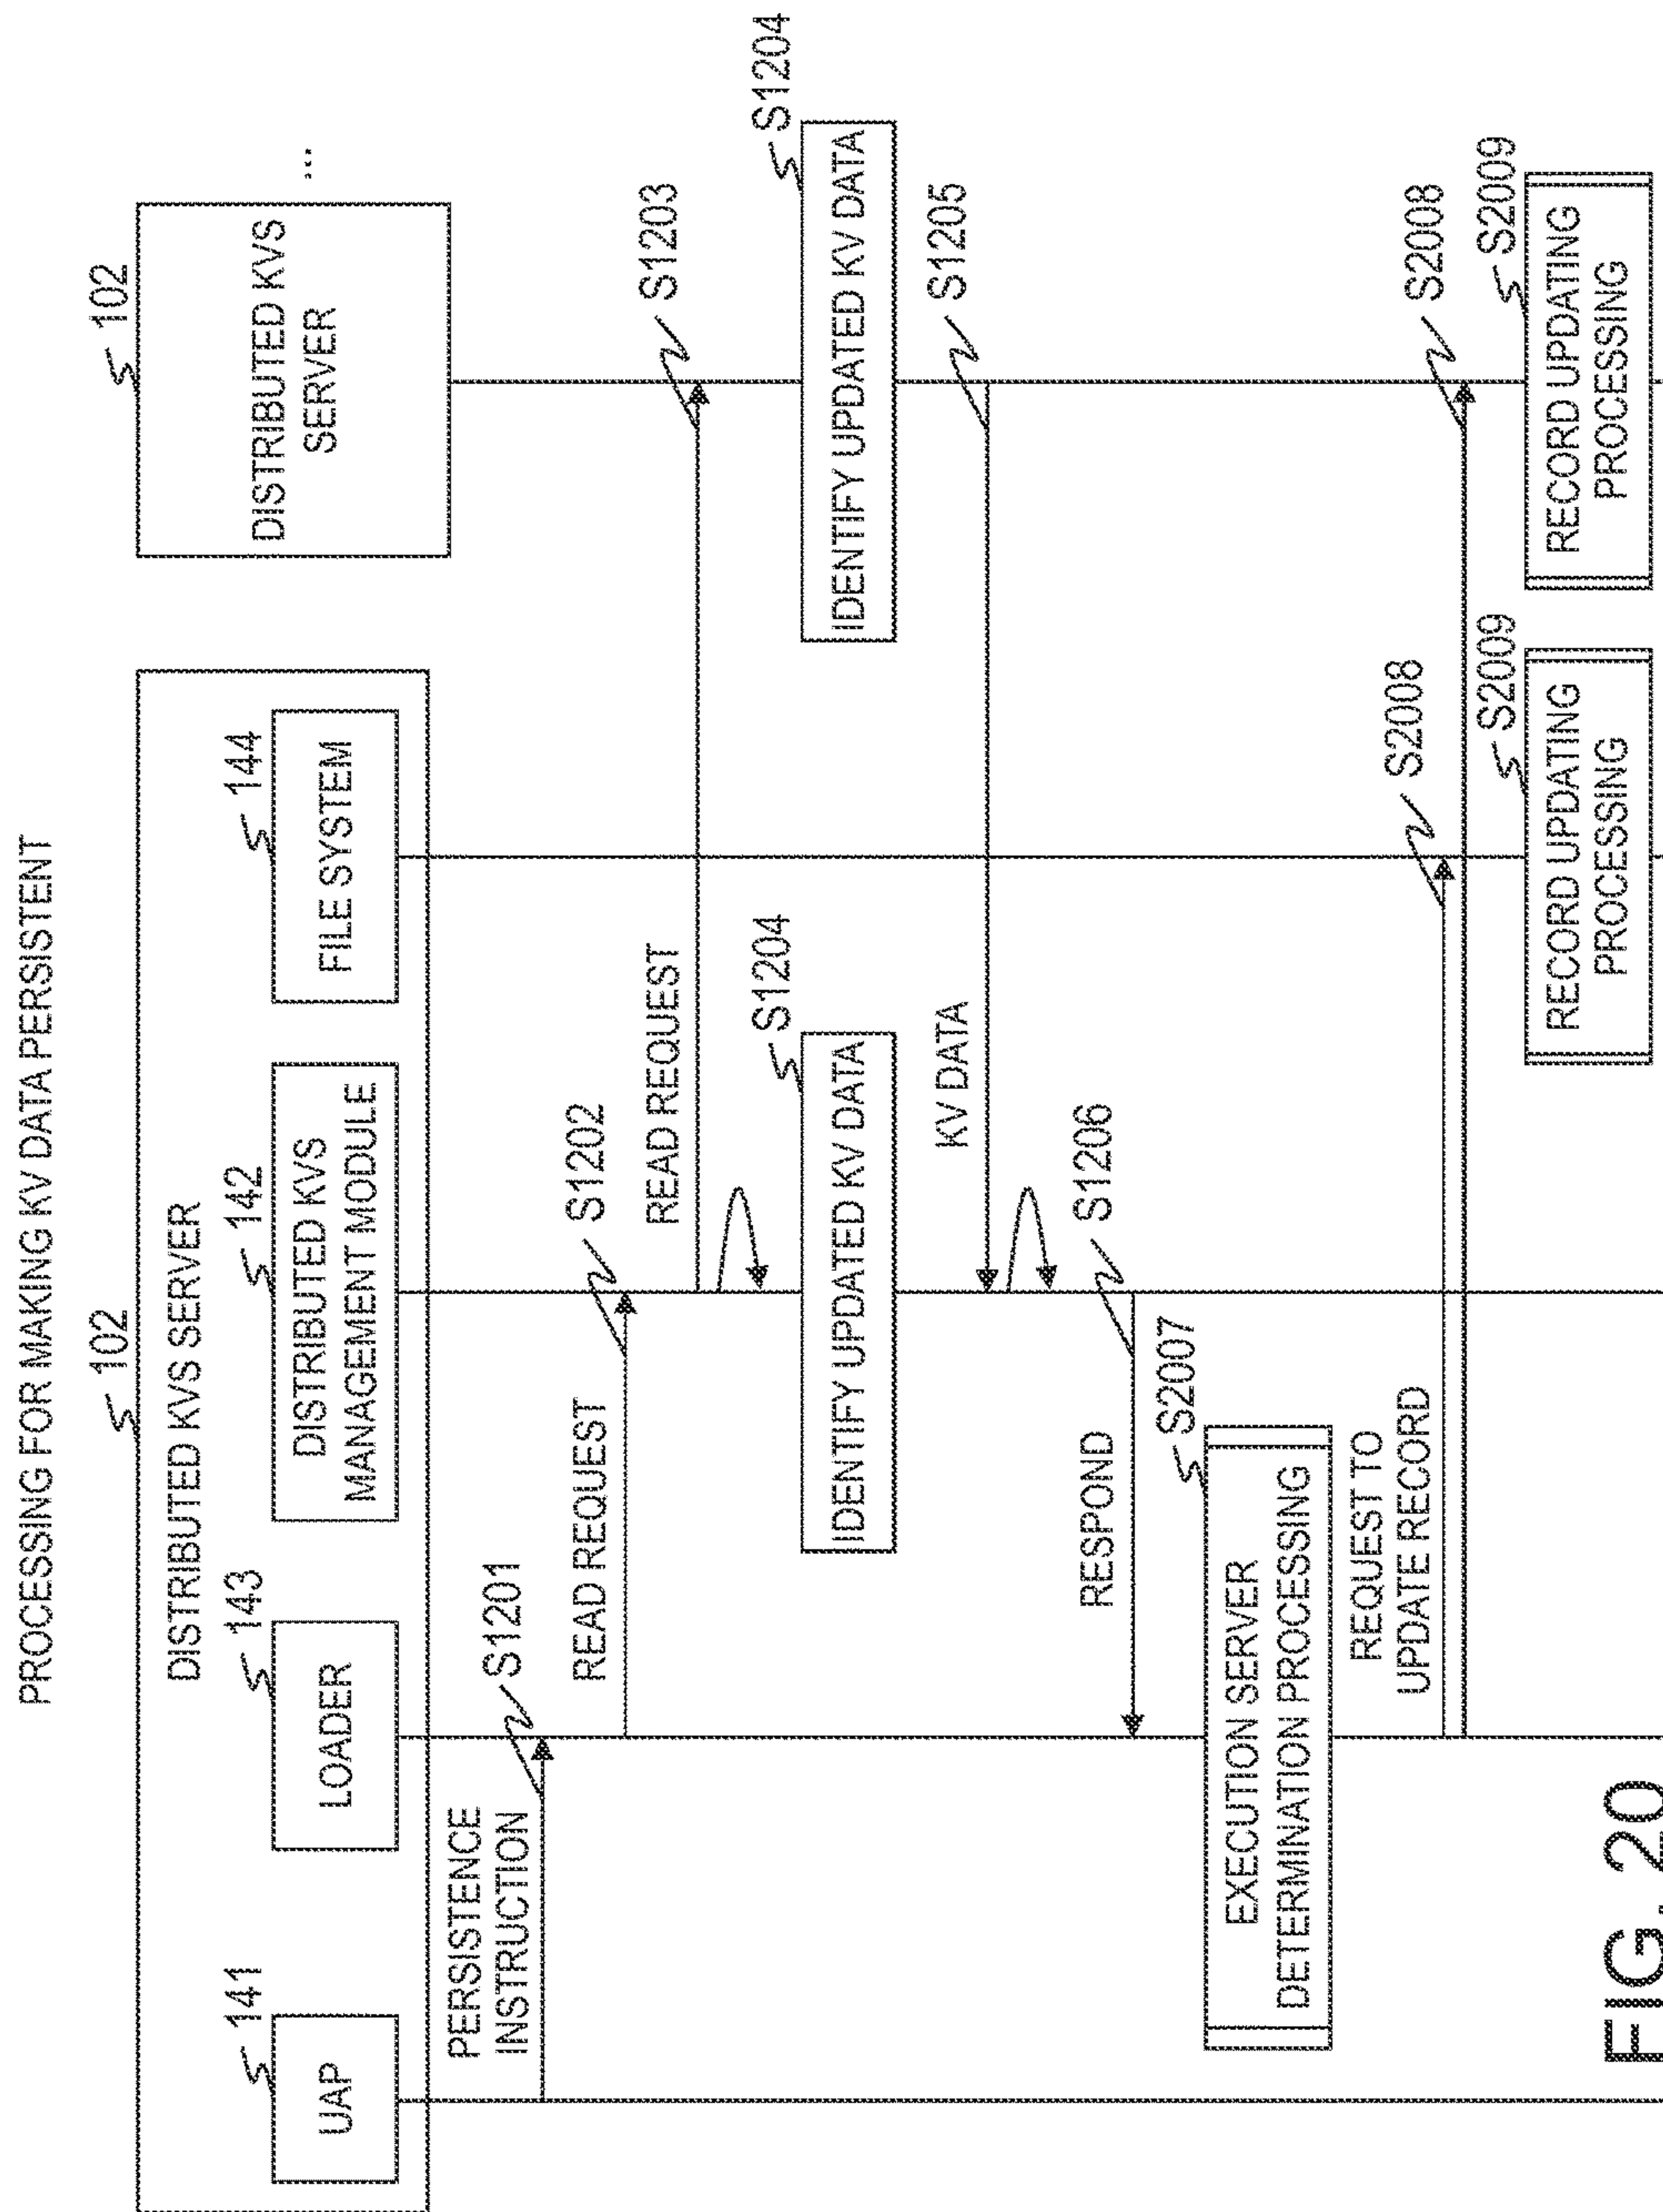 PROCESSING FOR MAKING KV DATA PERSISTENT
102
102
DISTRIBUTED KVS SERVER
DISTRIBUTED KVS
SERVER
...
141
143
142
144
UAP
LOADER
DISTRIBUTED KVS
MANAGEMENT MODULE
FILE SYSTEM
PERSISTENCE
INSTRUCTION
S1201
READ REQUEST
S1202
READ REQUEST
S1203
S1204
S1204
IDENTIFY UPDATED KV DATA
IDENTIFY UPDATED KV DATA
KV DATA
S1205
RESPOND
S1206
S2007
EXECUTION SERVER
DETERMINATION PROCESSING
REQUEST TO
UPDATE RECORD
S2008
S2008
S2009
S2009
RECORD UPDATING
PROCESSING
RECORD UPDATING
PROCESSING
FIG. 20